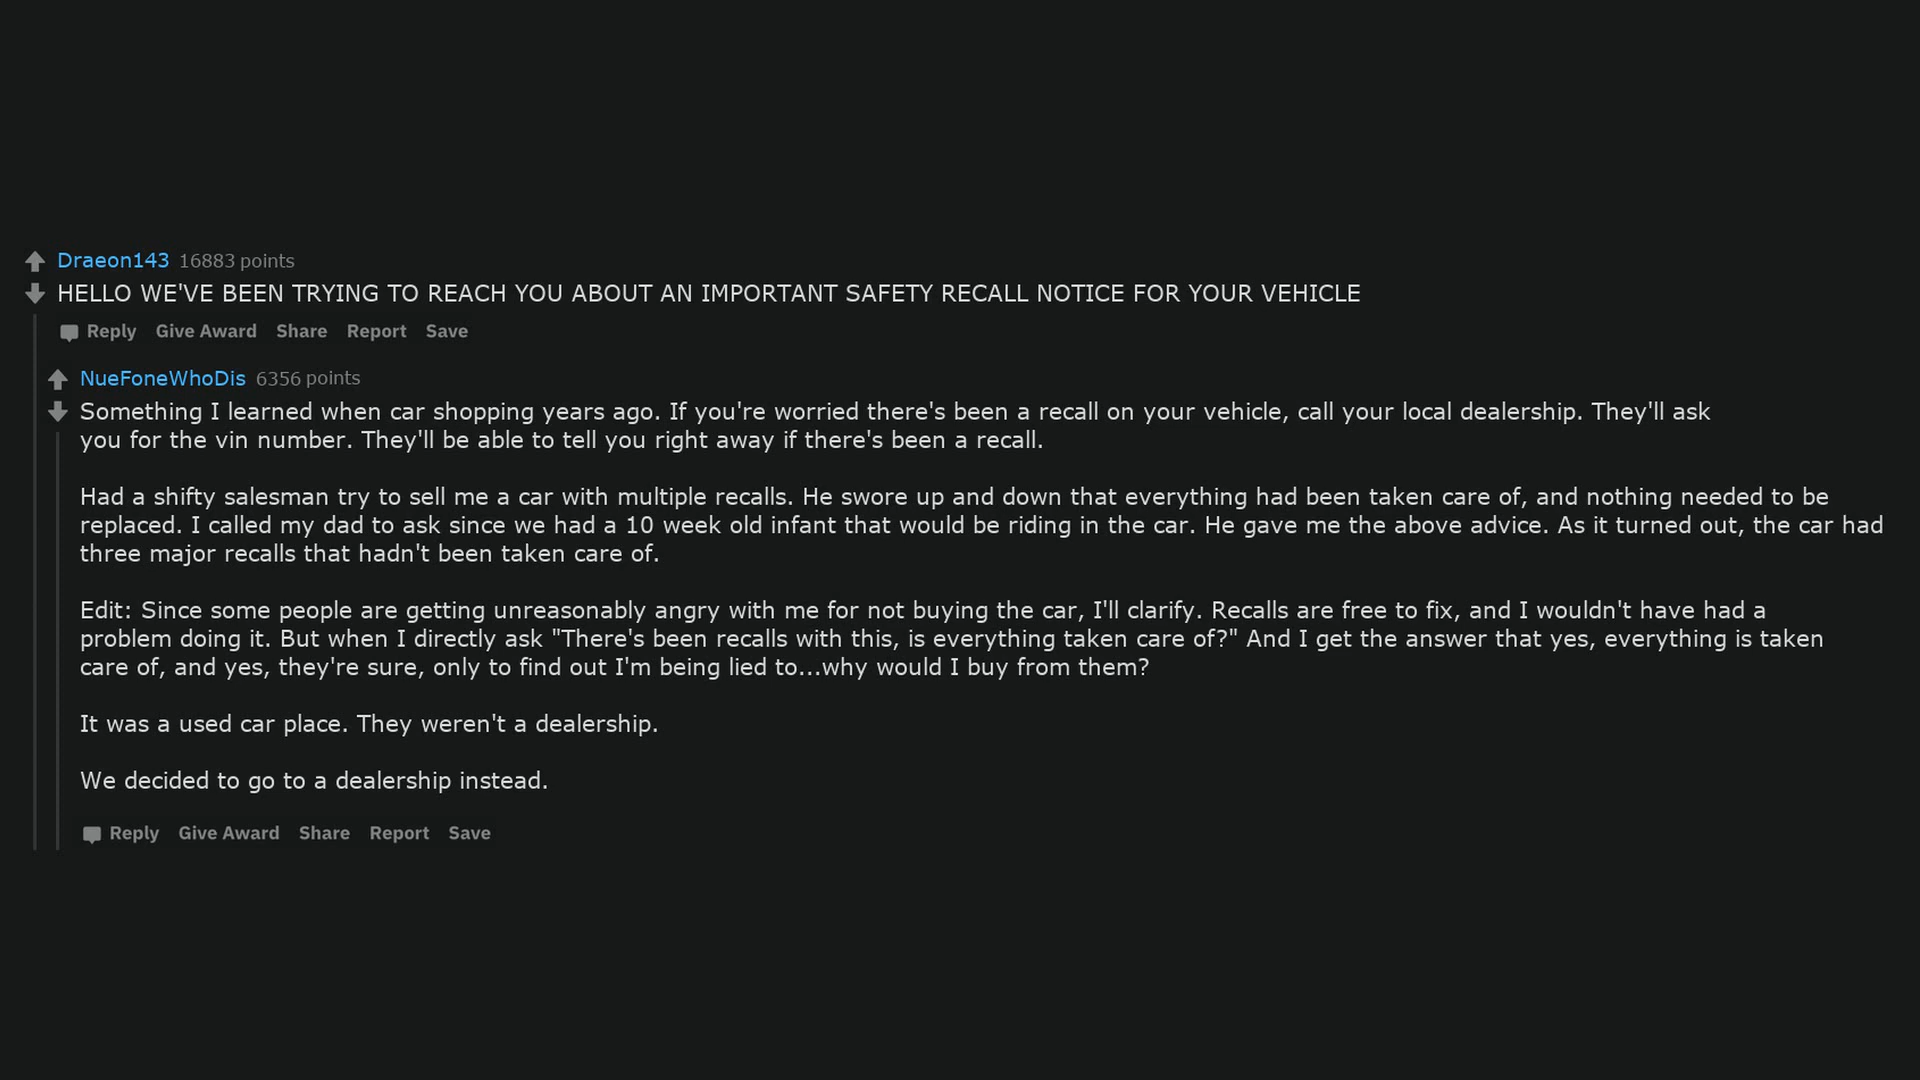 Draeon143 16883 points
HELLO WE'VE BEEN TRYING TO REACH YOU ABOUT AN IMPORTANT SAFETY RECALL NOTICE FOR YOUR VEHICLE
Reply Give Award Share Report Save
NueFoneWhoDis 6356 points
Something I learned when car shopping years ago. If you're worried there's been a recall on your vehicle, call your local dealership. They'll ask
you for the vin number. They'll be able to tell you right away if there's been a recall.
Had a shifty salesman try to sell me a car with multiple recalls. He swore up and down that everything had been taken care of, and nothing needed to be
replaced. I called my dad to ask since we had a 10 week old infant that would be riding in the car. He gave me the above advice. As it turned out, the car had
three major recalls that hadn't been taken care of.
Edit: Since some people are getting unreasonably angry with me for not buying the car, I'll clarify. Recalls are free to fix, and I wouldn't have had a
problem doing it. But when I directly ask "There's been recalls with this, is everything taken care of?" And I get the answer that yes, everything is taken
care of, and yes, they're sure, only to find out I'm being lied to...why would I buy from them?
It was a used car place. They weren't a dealership.
We decided to go to a dealership instead.
Reply Give Award Share Report Save